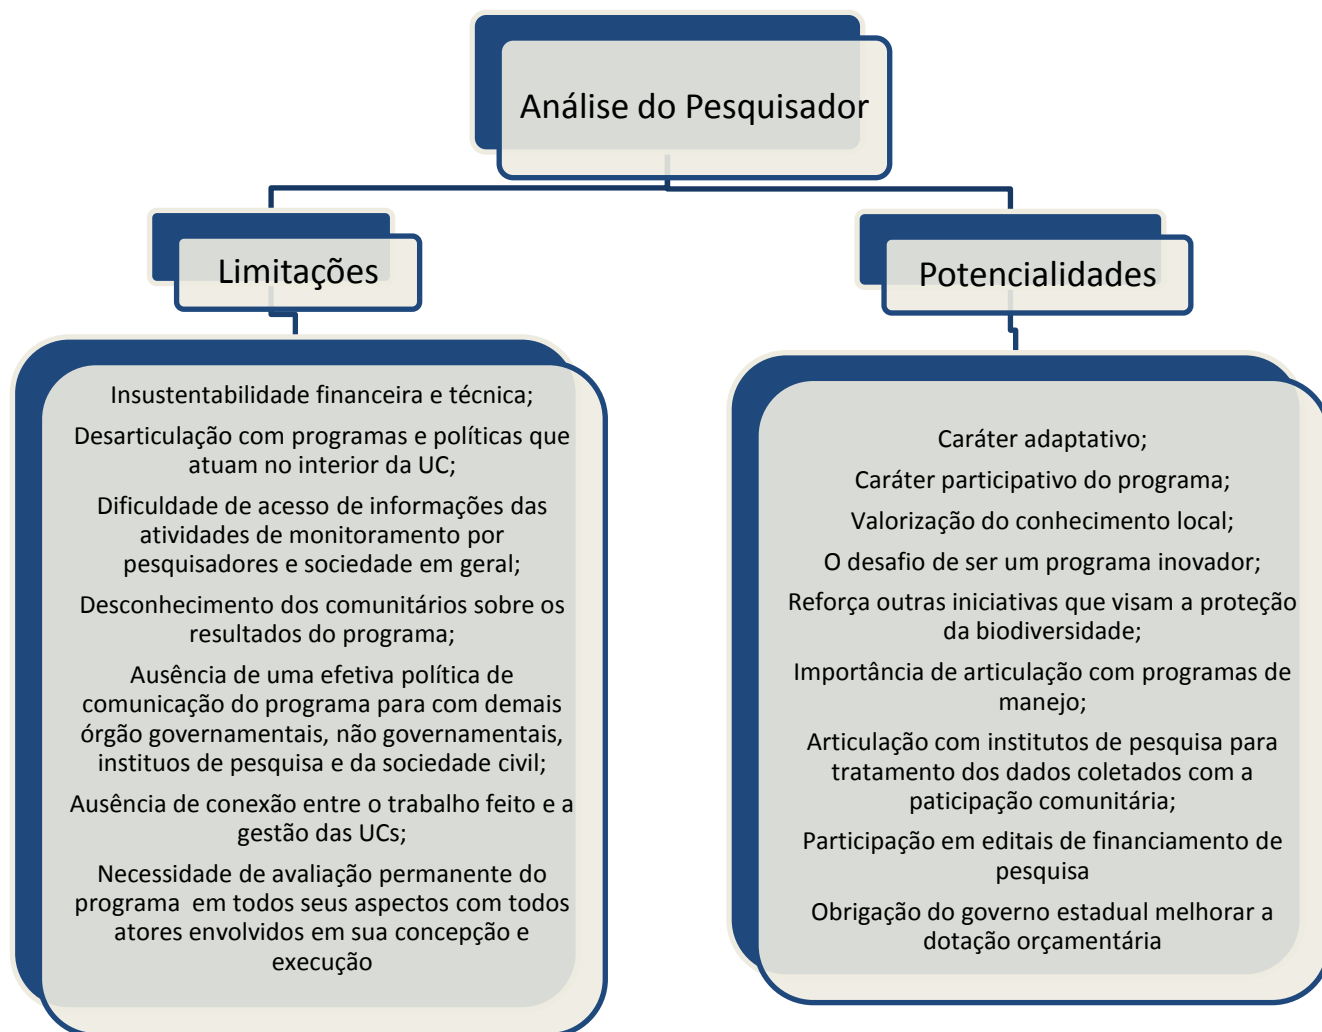 Análise do Pesquisador
Limitações
Insustentabilidade financeira e técnica;
Desarticulação com programas e políticas que
atuam no interior da UC;
Dificuldade de acesso de informações das
atividades de monitoramento por
pesquisadores e sociedade em geral;
Desconhecimento dos comunitários sobre os
resultados do programa;
Ausência de uma efetiva política de
comunicação do programa para com demais
órgão governamentais, não governamentais,
instituos de pesquisa e da sociedade civil;
Ausência de conexão entre o trabalho feito e a
gestão das UCs;
Necessidade de avaliação permanente do
programa em todos seus aspectos com todos
atores envolvidos em sua concepção e
execução
Potencialidades
Caráter adaptativo;
Caráter participativo do programa;
Valorização do conhecimento local;
O desafio de ser um programa inovador;
Reforça outras iniciativas que visam a proteção
da biodiversidade;
Importância de articulação com programas de
manejo;
Articulação com institutos de pesquisa para
tratamento dos dados coletados com a
paticipação comunitária;
Participação em editais de financiamento de
pesquisa
Obrigação do governo estadual melhorar a
dotação orçamentária